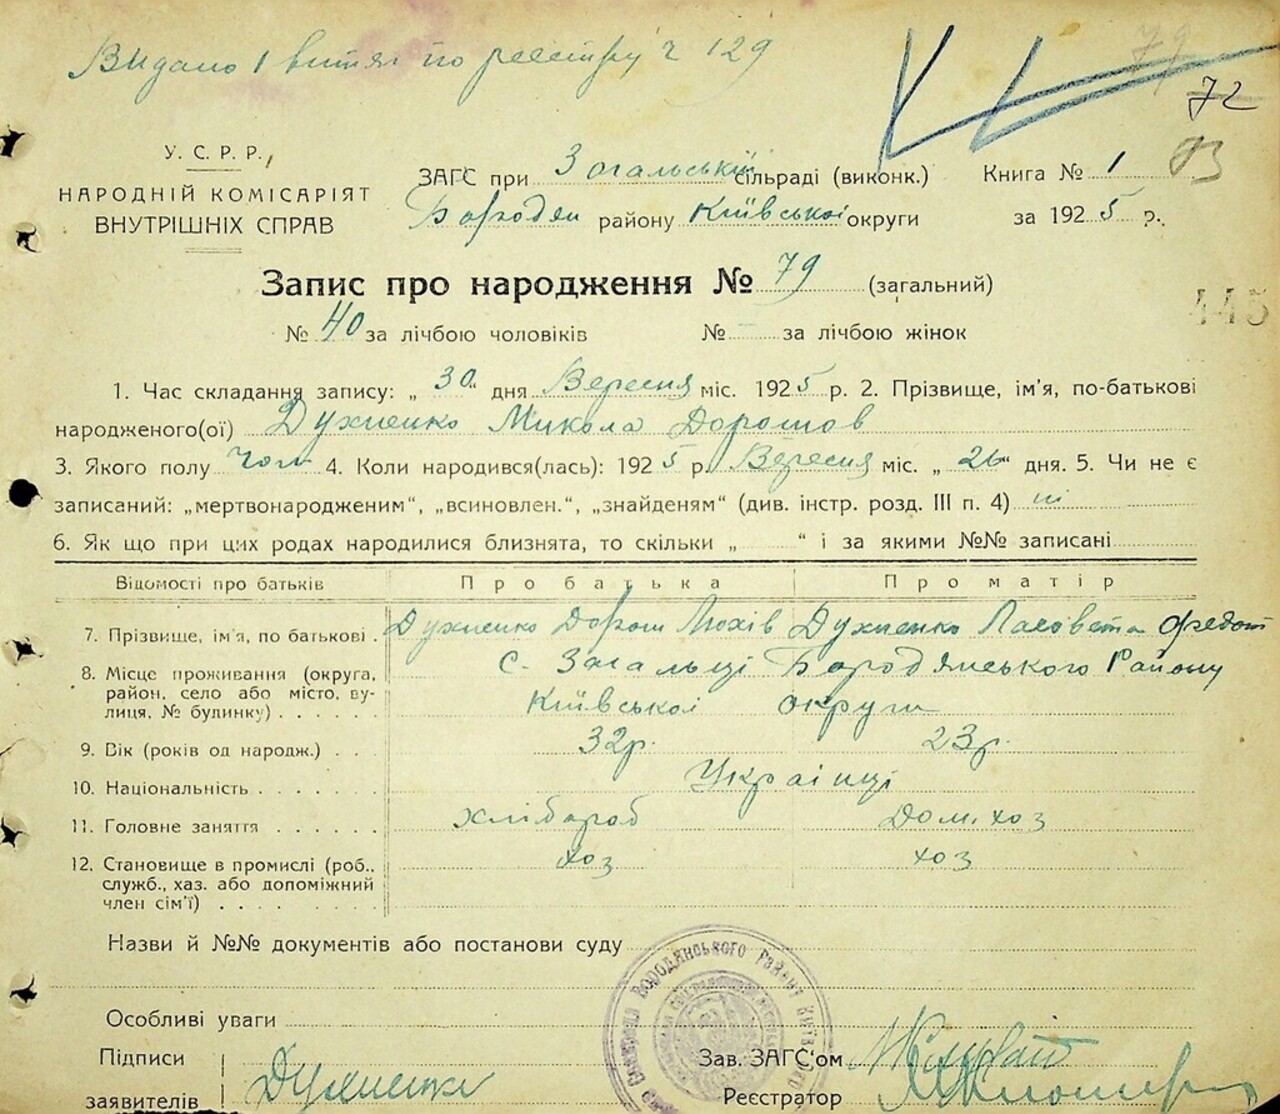 Видано 1 витяг по реєстру ч 129
79
72
У. С. Р. Р.
НАРОДНІЙ КОМІСАРІЯТ
ВНУТРІШНІХ СПРАВ
ЗАГС при Загальській сільраді (виконк.) Книга № 1 73
Бородян району Київської округи за 1925 р.
Запис про народження № 79 (загальний)
445
№ 40 за лічбою чоловіків № — за лічбою жінок
1. Час складання запису: „30“ дня Вересня міс. 1925 р. 2. Прізвище, ім'я, по-батькові
народженого(ої) Духненко Микола Дорошов
3. Якого полу чол 4. Коли народився(лась): 1925 р. Вересня міс. „26“ дня. 5. Чи не є
записаний: „мертвонародженим“, „всиновлен.“, „знайденям“ (див. інстр. розд. III п. 4) ні
6. Як що при цих родах народилися близнята, то скільки „ “ і за якими №№ записані
Відомості про батьків Про батька Про матір
7. Прізвище, ім'я, по батькові . Духненко Дорош Духненко Федот
8. Місце проживання (округа, район, село або місто, вулиця, № будинку) . . . . . . с. Загальці Бородянського Району
Київської округи
9. Вік (років од народж.) . . . 32р. 23р.
10. Національність . . . . . . . Українці
11. Головне заняття . . . . . . хлібороб дом. хоз
12. Становище в промислі (роб., служб., хаз. або допоміжний член сім'ї) . . . . . . . хоз хоз
Назви й №№ документів або постанови суду
Особливі уваги
Підписи
заявителів Духненко
Зав. ЗАГС'ом
Реєстратор